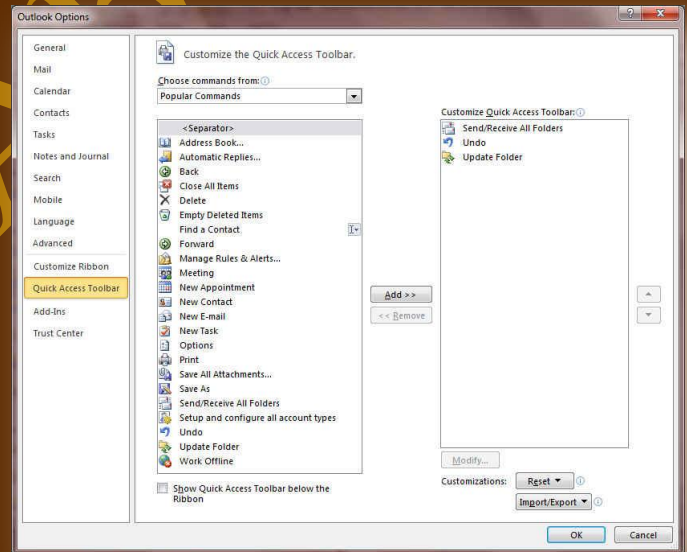 Outlook Options
General
Mail
Calendar
Contacts
Tasks
Notes and Journal
Search
Mobile
Language
Advanced
Customize Ribbon
Quick Access Toolbar
Add-Ins
Trust Center
Customize the Quick Access Toolbar.
Choose commands from:
Popular Commands
<Separator>
Address Book...
Automatic Replies...
Back
Close All Items
Delete
Empty Deleted Items
Find a Contact
Forward
Manage Rules & Alerts...
Meeting
New Appointment
New Contact
New E-mail
New Task
Options
Print
Save All Attachments...
Save As
Send/Receive All Folders
Setup and configure all account types
Undo
Update Folder
Work Offline
Show Quick Access Toolbar below the
Ribbon
Add >>
<< Remove
Customize Quick Access Toolbar:
Send/Receive All Folders
Undo
Update Folder
Modify...
Customizations: Reset
Import/Export
OK Cancel